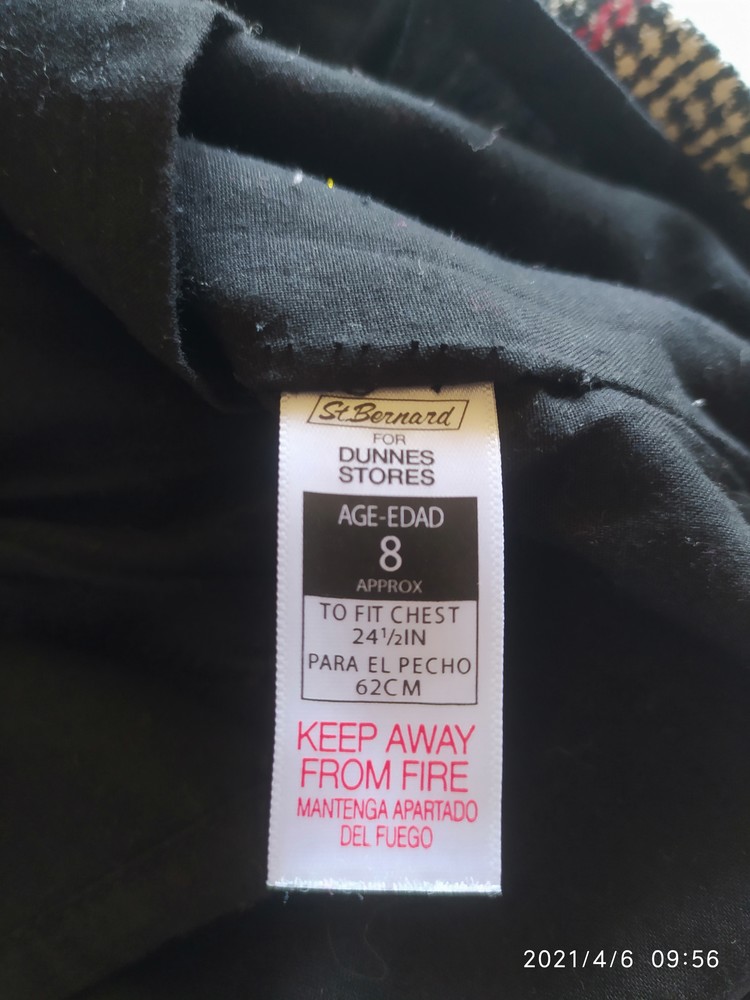 St.Bernard
FOR
DUNNES
STORES
AGE-EDAD
8
APPROX
TO FIT CHEST
24½IN
PARA EL PECHO
62CM
KEEP AWAY
FROM FIRE
MANTENGA APARTADO
DEL FUEGO
2021/4/6 09:56